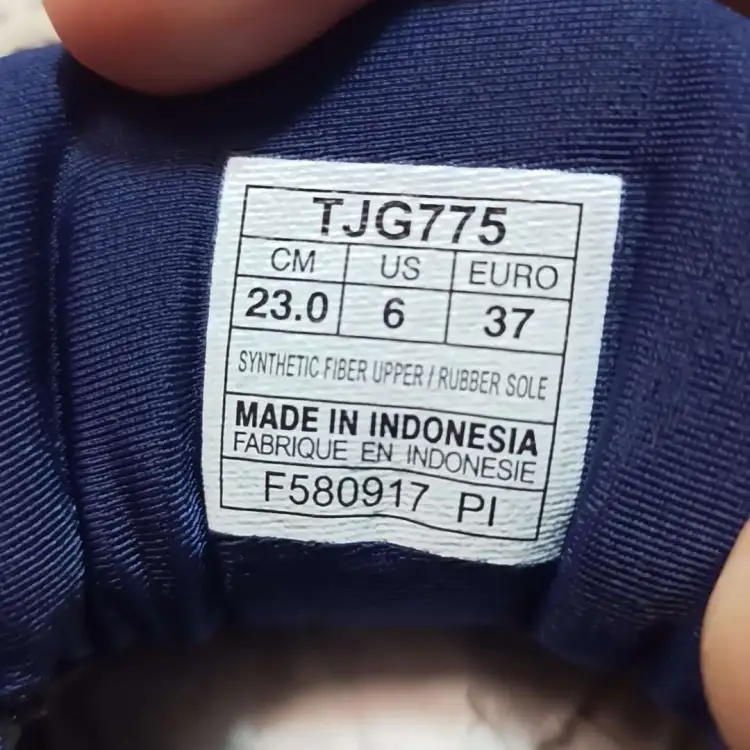 TJG775
CM US EURO
23.0 6 37
SYNTHETIC FIBER UPPER / RUBBER SOLE
MADE IN INDONESIA
FABRIQUE EN INDONESIE
F580917 PI